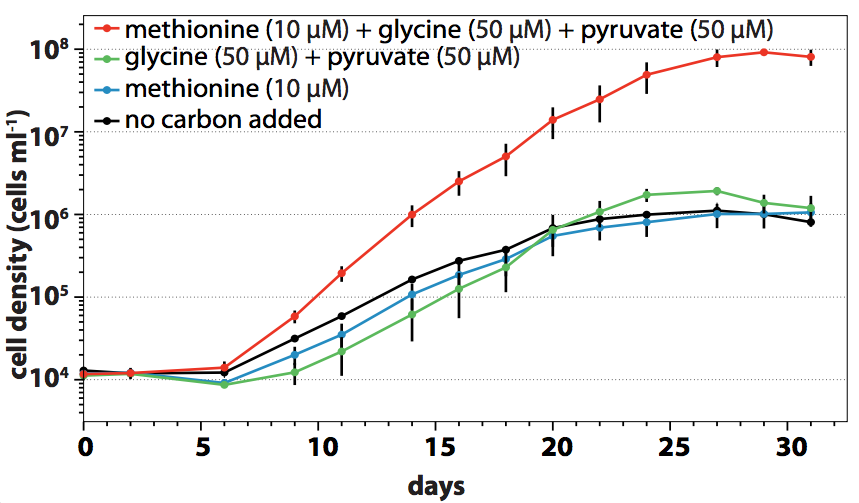 methionine (10 µM) + glycine (50 µM) + pyruvate (50 µM)
glycine (50 µM) + pyruvate (50 µM)
methionine (10 µM)
no carbon added
cell density (cells ml⁻¹)
10⁸
10⁷
10⁶
10⁵
10⁴
0 5 10 15 20 25 30
days